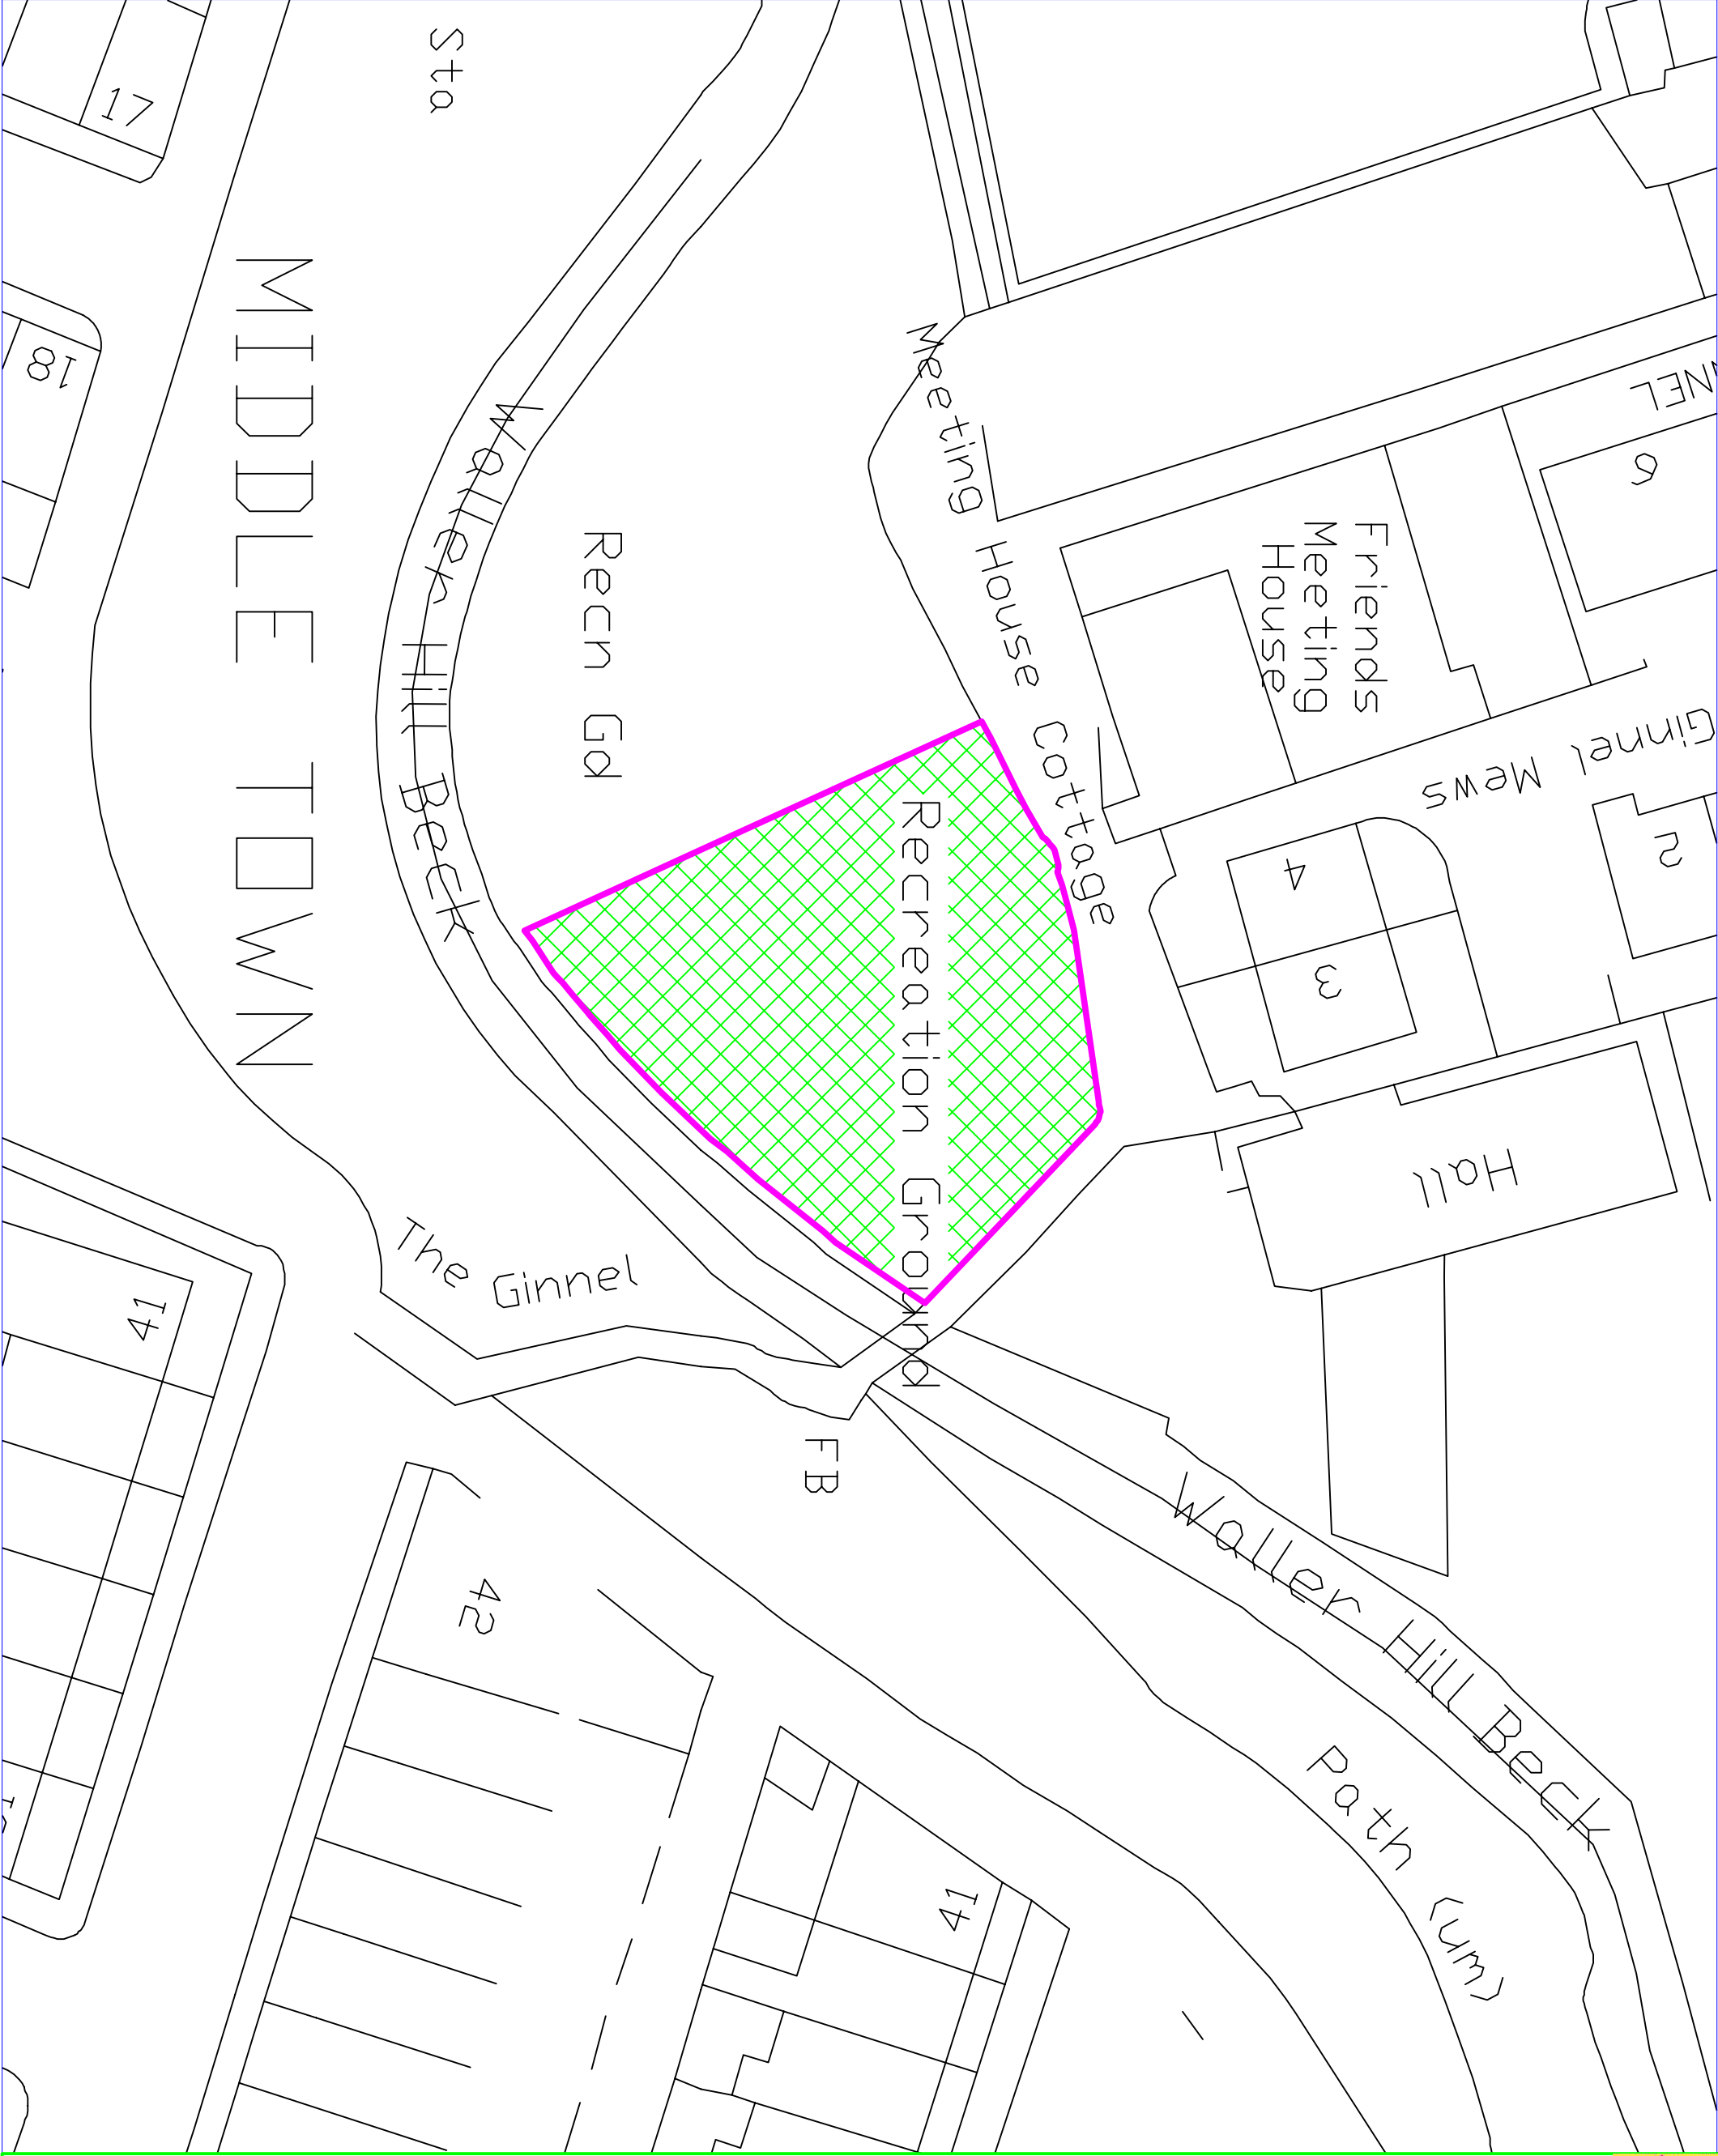 Sta
17
MIDDLE TOWN
18
Waller Hill Beck
Recn Gd
Meeting House Cottage
Friends
Meeting
House
9
Ginnel Mews
5
4
3
Recreation Ground
Hall
The Ginnel
41
FB
42
Waller Hill Beck
Path (um)
41